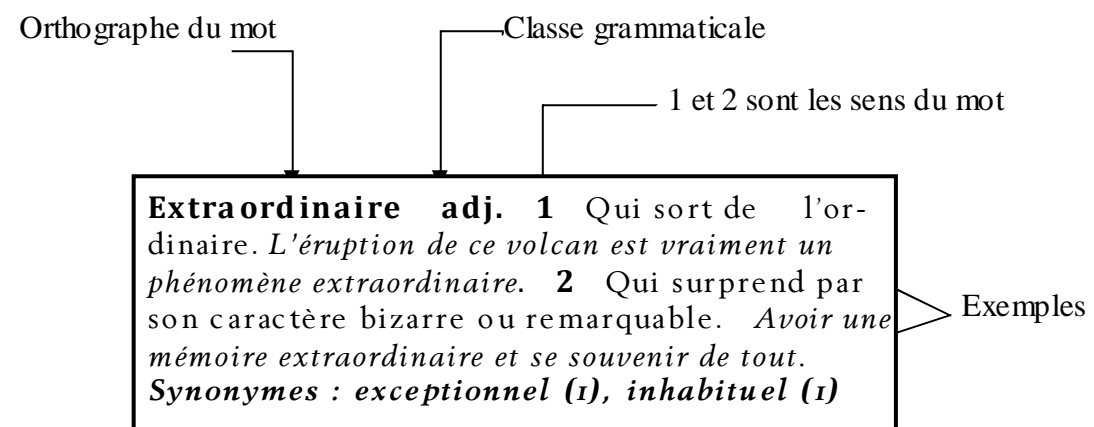 Orthographe du mot
Classe grammaticale
1 et 2 sont les sens du mot
Extraordinaire adj. 1 Qui sort de l'or-
dinaire. L'éruption de ce volcan est vraiment un
phénomène extraordinaire. 2 Qui surprend par
son caractère bizarre ou remarquable. Avoir une
mémoire extraordinaire et se souvenir de tout.
Synonymes : exceptionnel (1), inhabituel (1)
Exemples